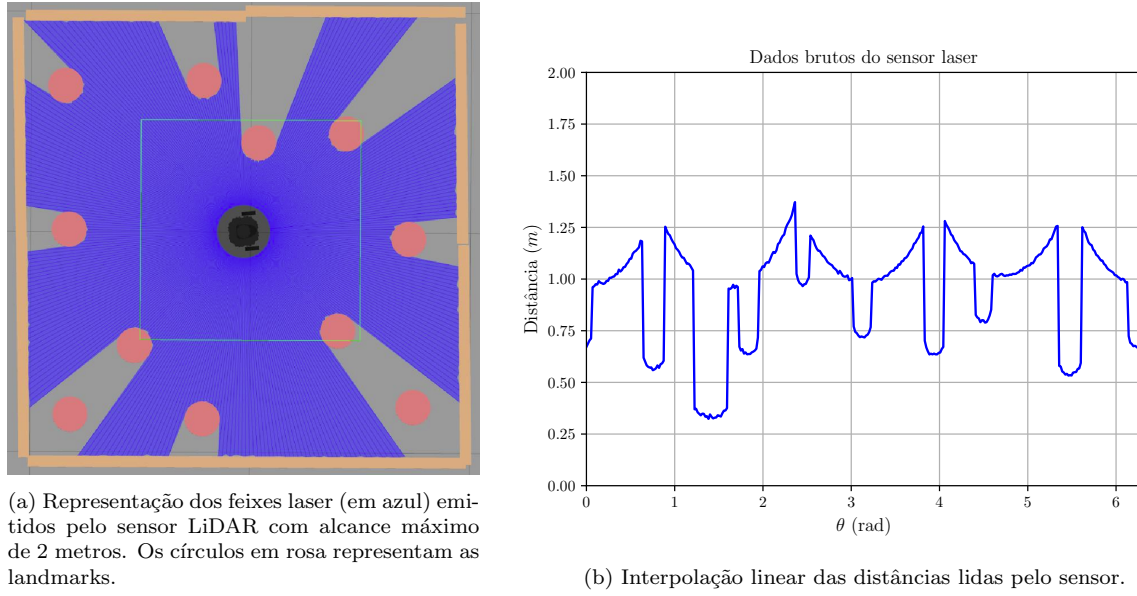 Dados brutos do sensor laser
2.00
1.75
1.50
1.25
1.00
0.75
0.50
0.25
0.00
Distância (m)
0
1
2
3
4
5
6
θ (rad)
(a) Representação dos feixes laser (em azul) emi-
tidos pelo sensor LiDAR com alcance máximo
de 2 metros. Os círculos em rosa representam as
landmarks.
(b) Interpolação linear das distâncias lidas pelo sensor.